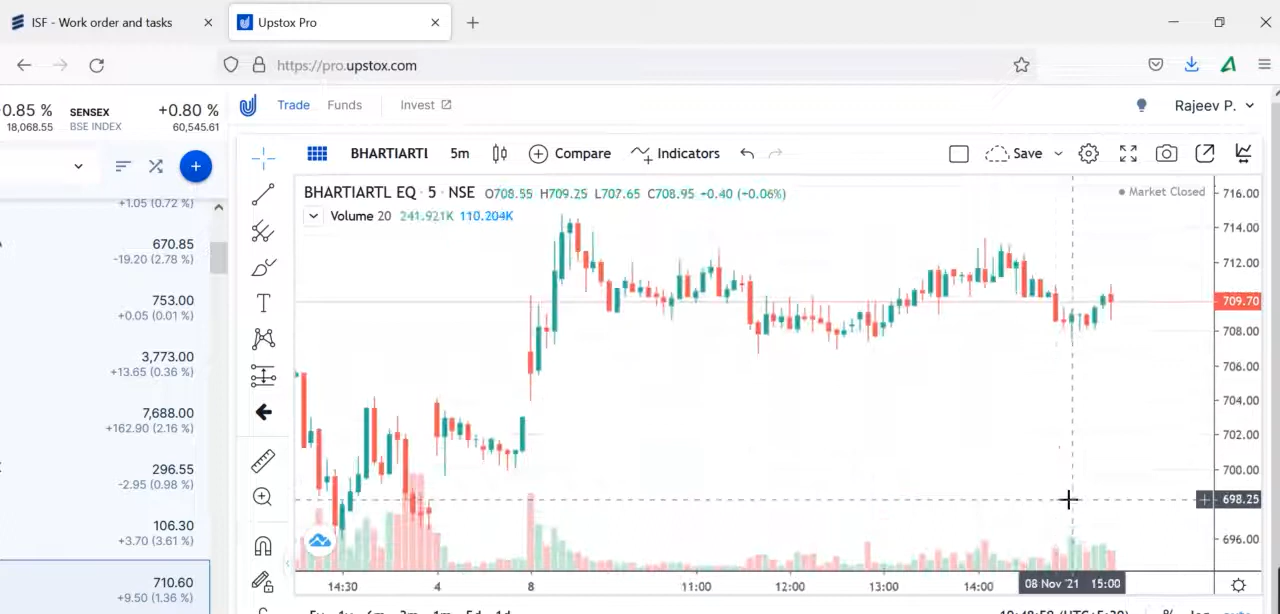 ISF - Work order and tasks
Upstox Pro
https://pro.upstox.com
0.85 %
18,068.55
SENSEX
BSE INDEX
+0.80 %
60,545.61
Trade
Funds
Invest
Rajeev P.
BHARTIARTL
5m
Compare
Indicators
Save
+1.05 (0.72 %)
670.85
-19.20 (2.78 %)
753.00
+0.05 (0.01 %)
3,773.00
+13.65 (0.36 %)
7,688.00
+162.90 (2.16 %)
296.55
-2.95 (0.98 %)
106.30
+3.70 (3.61 %)
710.60
+9.50 (1.36 %)
BHARTIARTL EQ · 5 · NSE O708.55 H709.25 L707.65 C708.95 +0.40 (+0.06%)
Market Closed
Volume 20 241.921K 110.204K
716.00
714.00
712.00
709.70
708.00
706.00
704.00
702.00
700.00
698.25
696.00
14:30
4
8
11:00
12:00
13:00
14:00
08 Nov '21 15:00